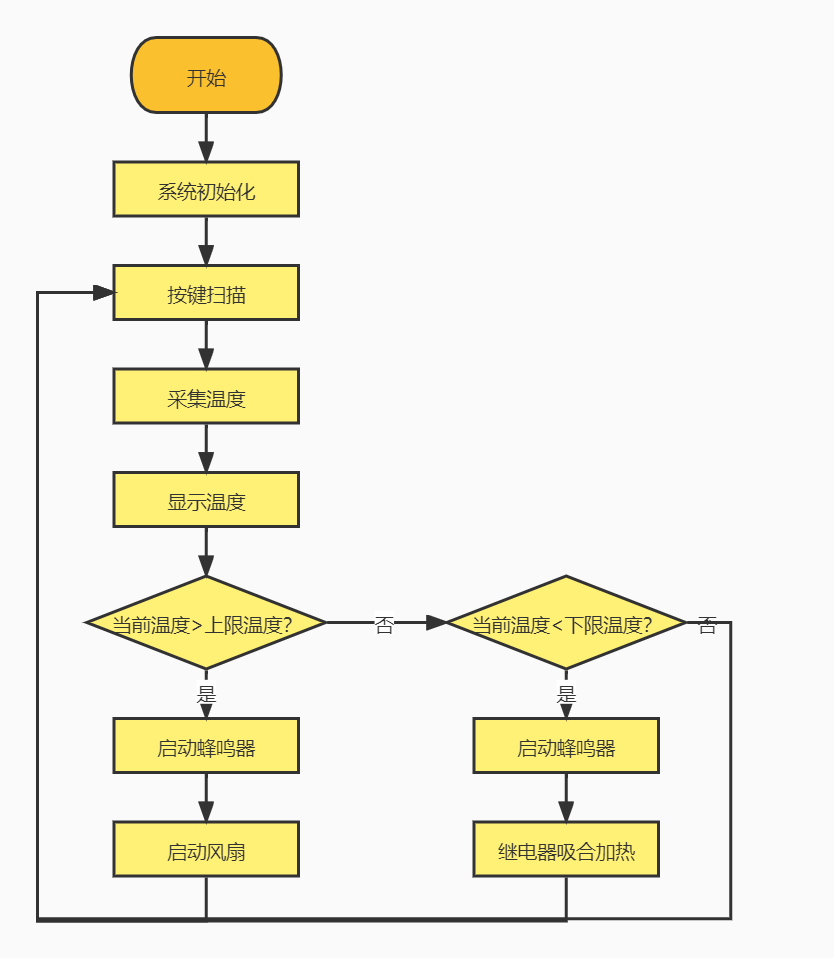 开始
系统初始化
按键扫描
采集温度
显示温度
当前温度>上限温度?
否
当前温度<下限温度?
否
是
是
启动蜂鸣器
启动蜂鸣器
启动风扇
继电器吸合加热